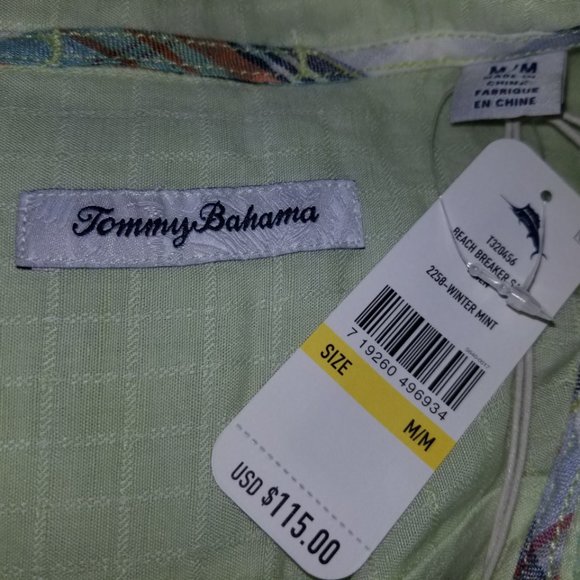 M/M
MADE IN
CHINA
FABRIQUE
EN CHINE
Tommy Bahama
T320456
BEACH BREAKER
2258-WINTER MINT
7 19260 496934
SIZE
M/M
USD $115.00